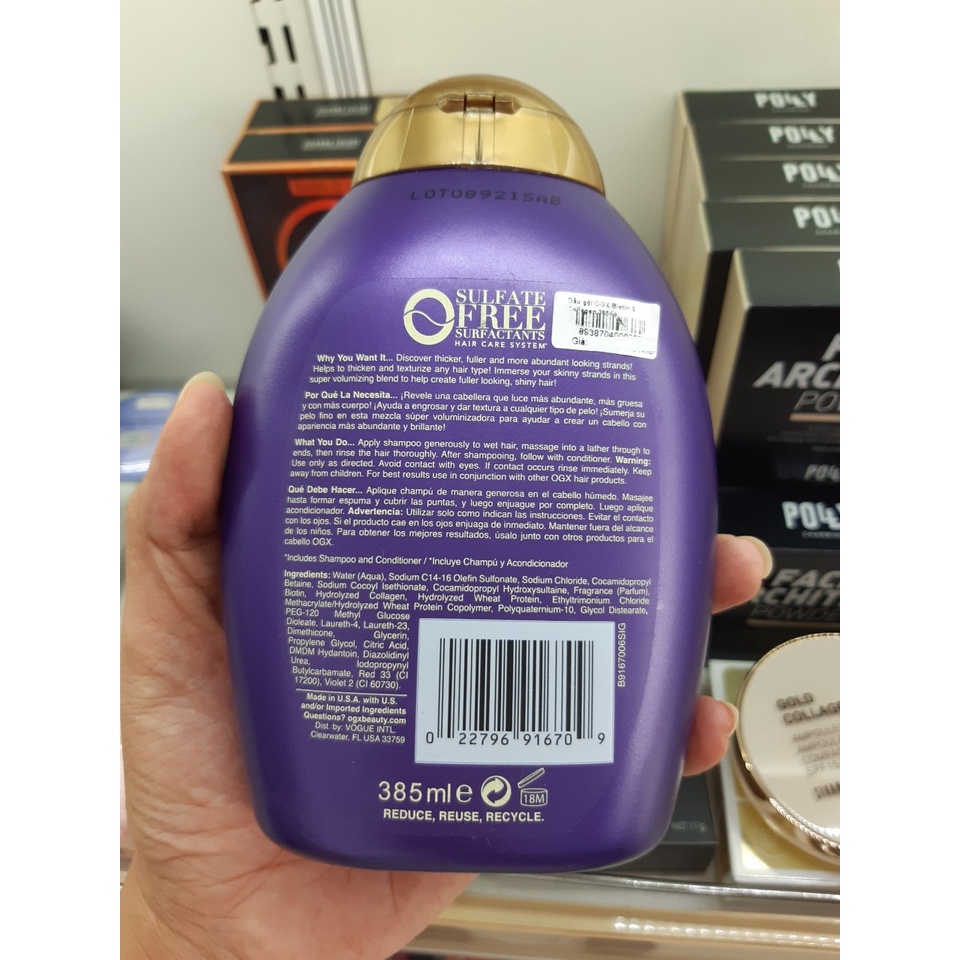 LOT08921SAB
SULFATE
FREE
SURFACTANTS
HAIR CARE SYSTEM
Dầu gội OGX Biotin &
Giá:
Why You Want It... Discover thicker, fuller and more abundant looking strands!
Helps to thicken and texturize any hair type! Immerse your skinny strands in this
super volumizing blend to help create fuller looking, shiny hair!
Por Qué La Necesita... ¡Revele una cabellera que luce más abundante, más gruesa
y con más cuerpo! ¡Ayuda a engrosar y dar textura a cualquier tipo de pelo! ¡Sumerja su
pelo fino en esta mezcla súper voluminizadora para ayudar a crear un cabello con
apariencia más abundante y brillante!
What You Do... Apply shampoo generously to wet hair, massage into a lather through to
ends, then rinse the hair thoroughly. After shampooing, follow with conditioner. Warning:
Use only as directed. Avoid contact with eyes. If contact occurs rinse immediately. Keep
away from children. For best results use in conjunction with other OGX hair products.
Qué Debe Hacer... Aplique champú de manera generosa en el cabello húmedo. Masajee
hasta formar espuma y cubrir las puntas, y luego enjuague por completo. Luego aplique
acondicionador. Advertencia: Utilizar solo como indican las instrucciones. Evitar el contacto
con los ojos. Si el producto cae en los ojos enjuaga de inmediato. Mantener fuera del alcance
de los niños. Para obtener los mejores resultados, úsalo junto con otros productos para el
cabello OGX.
*Includes Shampoo and Conditioner / *Incluye Champú y Acondicionador
Ingredients: Water (Aqua), Sodium C14-16 Olefin Sulfonate, Sodium Chloride, Cocamidopropyl
Betaine, Sodium Cocoyl Isethionate, Cocamidopropyl Hydroxysultaine, Fragrance (Parfum),
Biotin, Hydrolyzed Collagen, Hydrolyzed Wheat Protein, Ethyltrimonium Chloride
Methacrylate/Hydrolyzed Wheat Protein Copolymer, Polyquaternium-10, Glycol Distearate,
PEG-120 Methyl Glucose
Dioleate, Laureth-4, Laureth-23,
Dimethicone, Glycerin,
Propylene Glycol, Citric Acid,
DMDM Hydantoin, Diazolidinyl
Urea, Iodopropynyl
Butylcarbamate, Red 33 (CI
17200), Violet 2 (CI 60730).
Made in U.S.A. with U.S.
and/or Imported Ingredients
Questions? ogxbeauty.com
Dist. by: VOGUE INTL.
Clearwater, FL USA 33759
B9167006SIG
0 22796 91670 9
385ml e
18M
REDUCE, REUSE, RECYCLE.
POLLY
POLLY
POLLY
POLLY
POLLY
GOLD
COLLAGEN